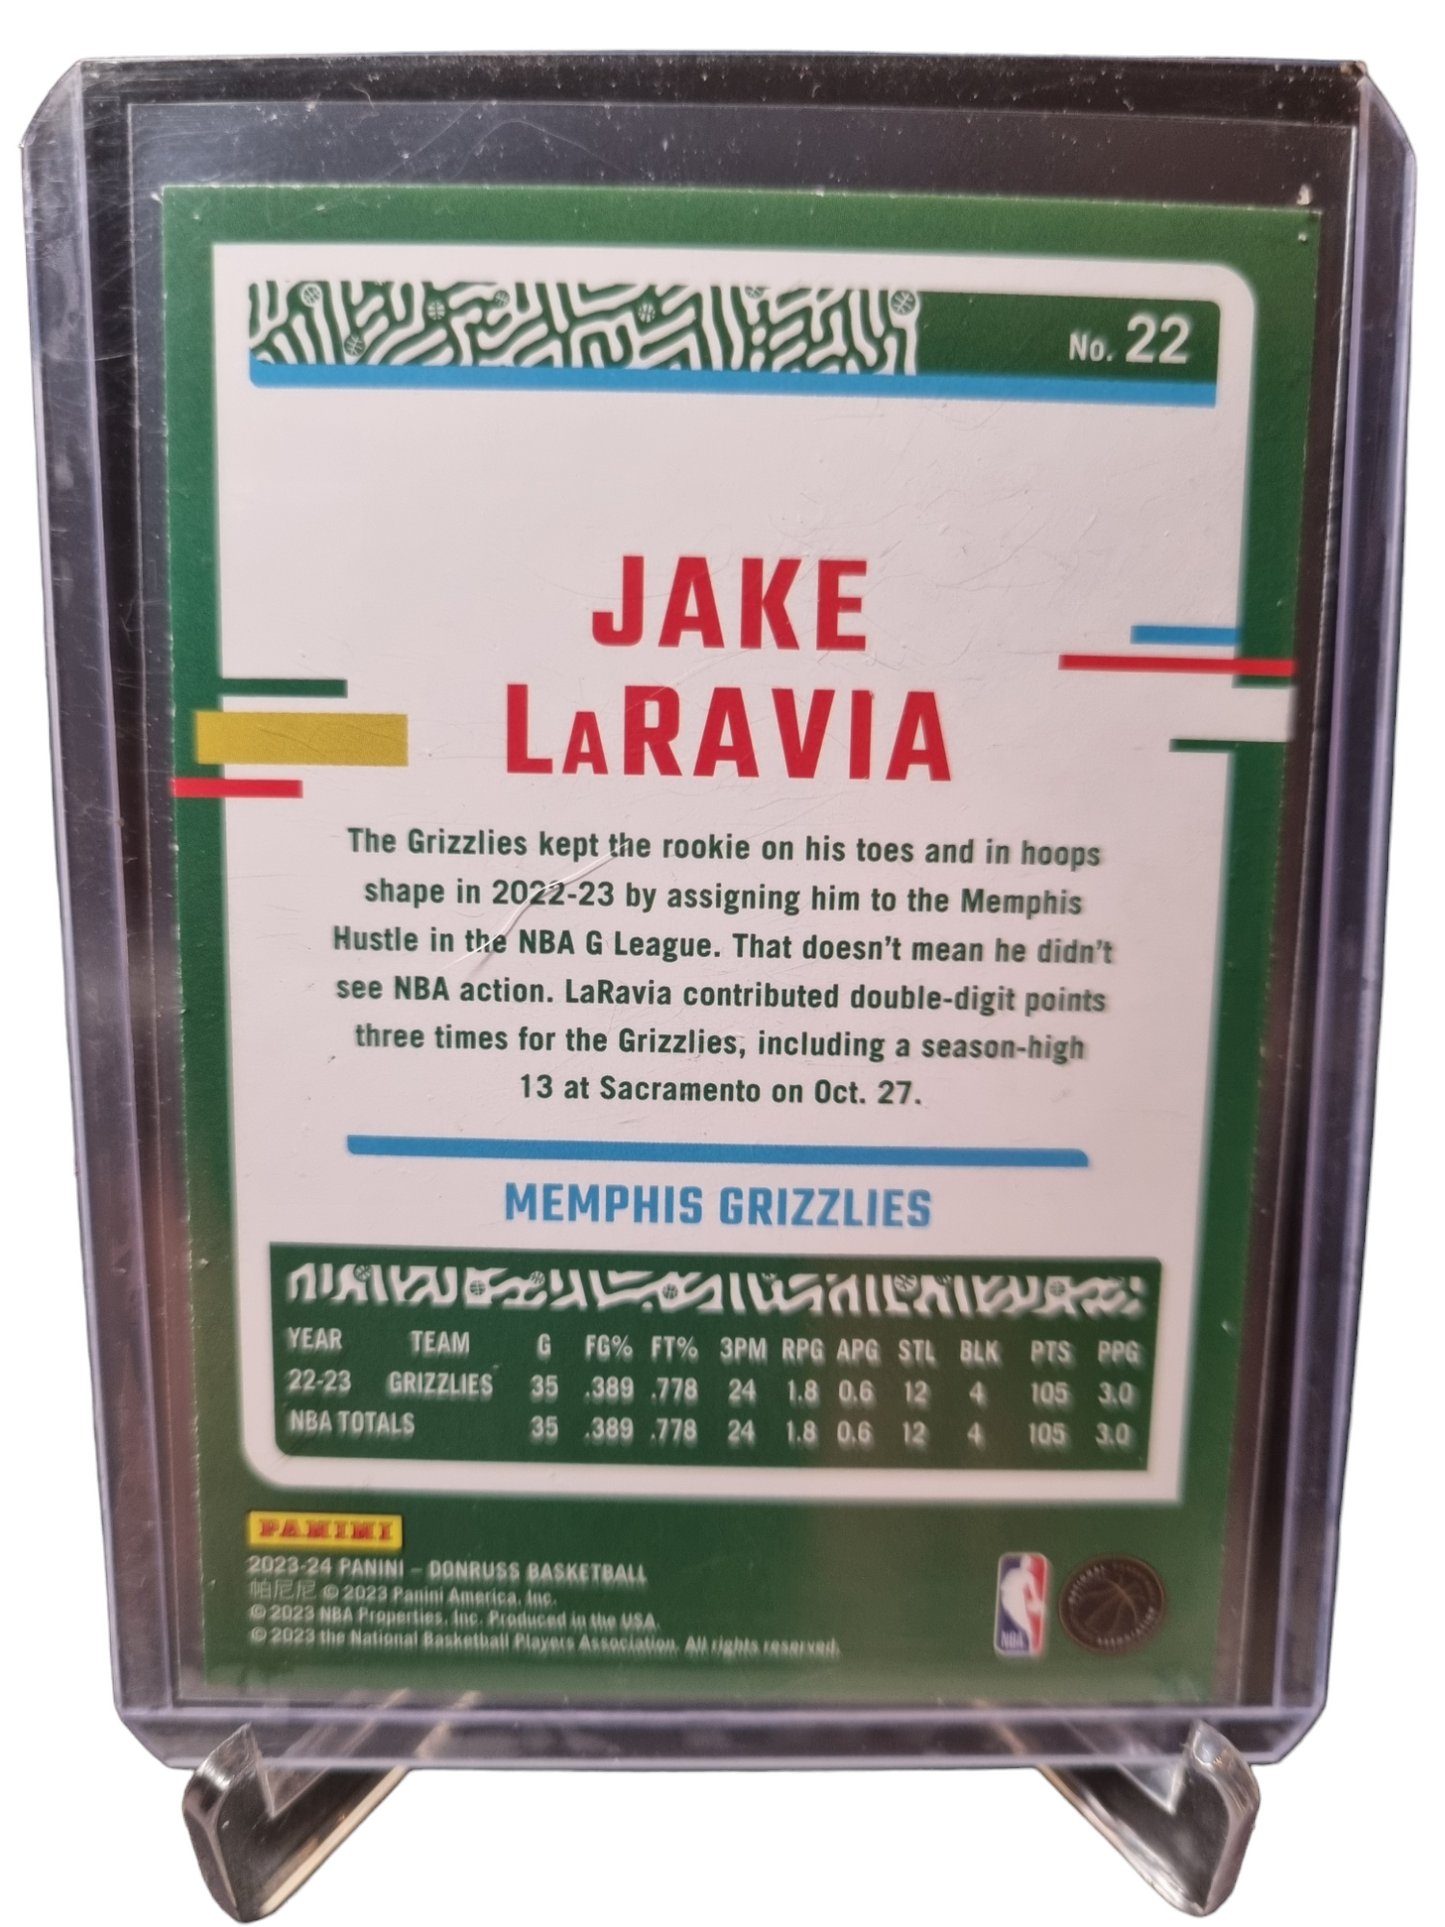 No. 22
JAKE
LaRAVIA
The Grizzlies kept the rookie on his toes and in hoops
shape in 2022-23 by assigning him to the Memphis
Hustle in the NBA G League. That doesn't mean he didn't
see NBA action. LaRavia contributed double-digit points
three times for the Grizzlies, including a season-high
13 at Sacramento on Oct. 27.
MEMPHIS GRIZZLIES
YEAR TEAM G FG% FT% 3PM RPG APG STL BLK PTS PPG
22-23 GRIZZLIES 35 .389 .778 24 1.8 0.6 12 4 105 3.0
NBA TOTALS 35 .389 .778 24 1.8 0.6 12 4 105 3.0
PANINI
2023-24 PANINI – DONRUSS BASKETBALL
帕尼尼 © 2023 Panini America, Inc.
© 2023 NBA Properties, Inc. Produced in the USA.
© 2023 the National Basketball Players Association. All rights reserved.
NBA